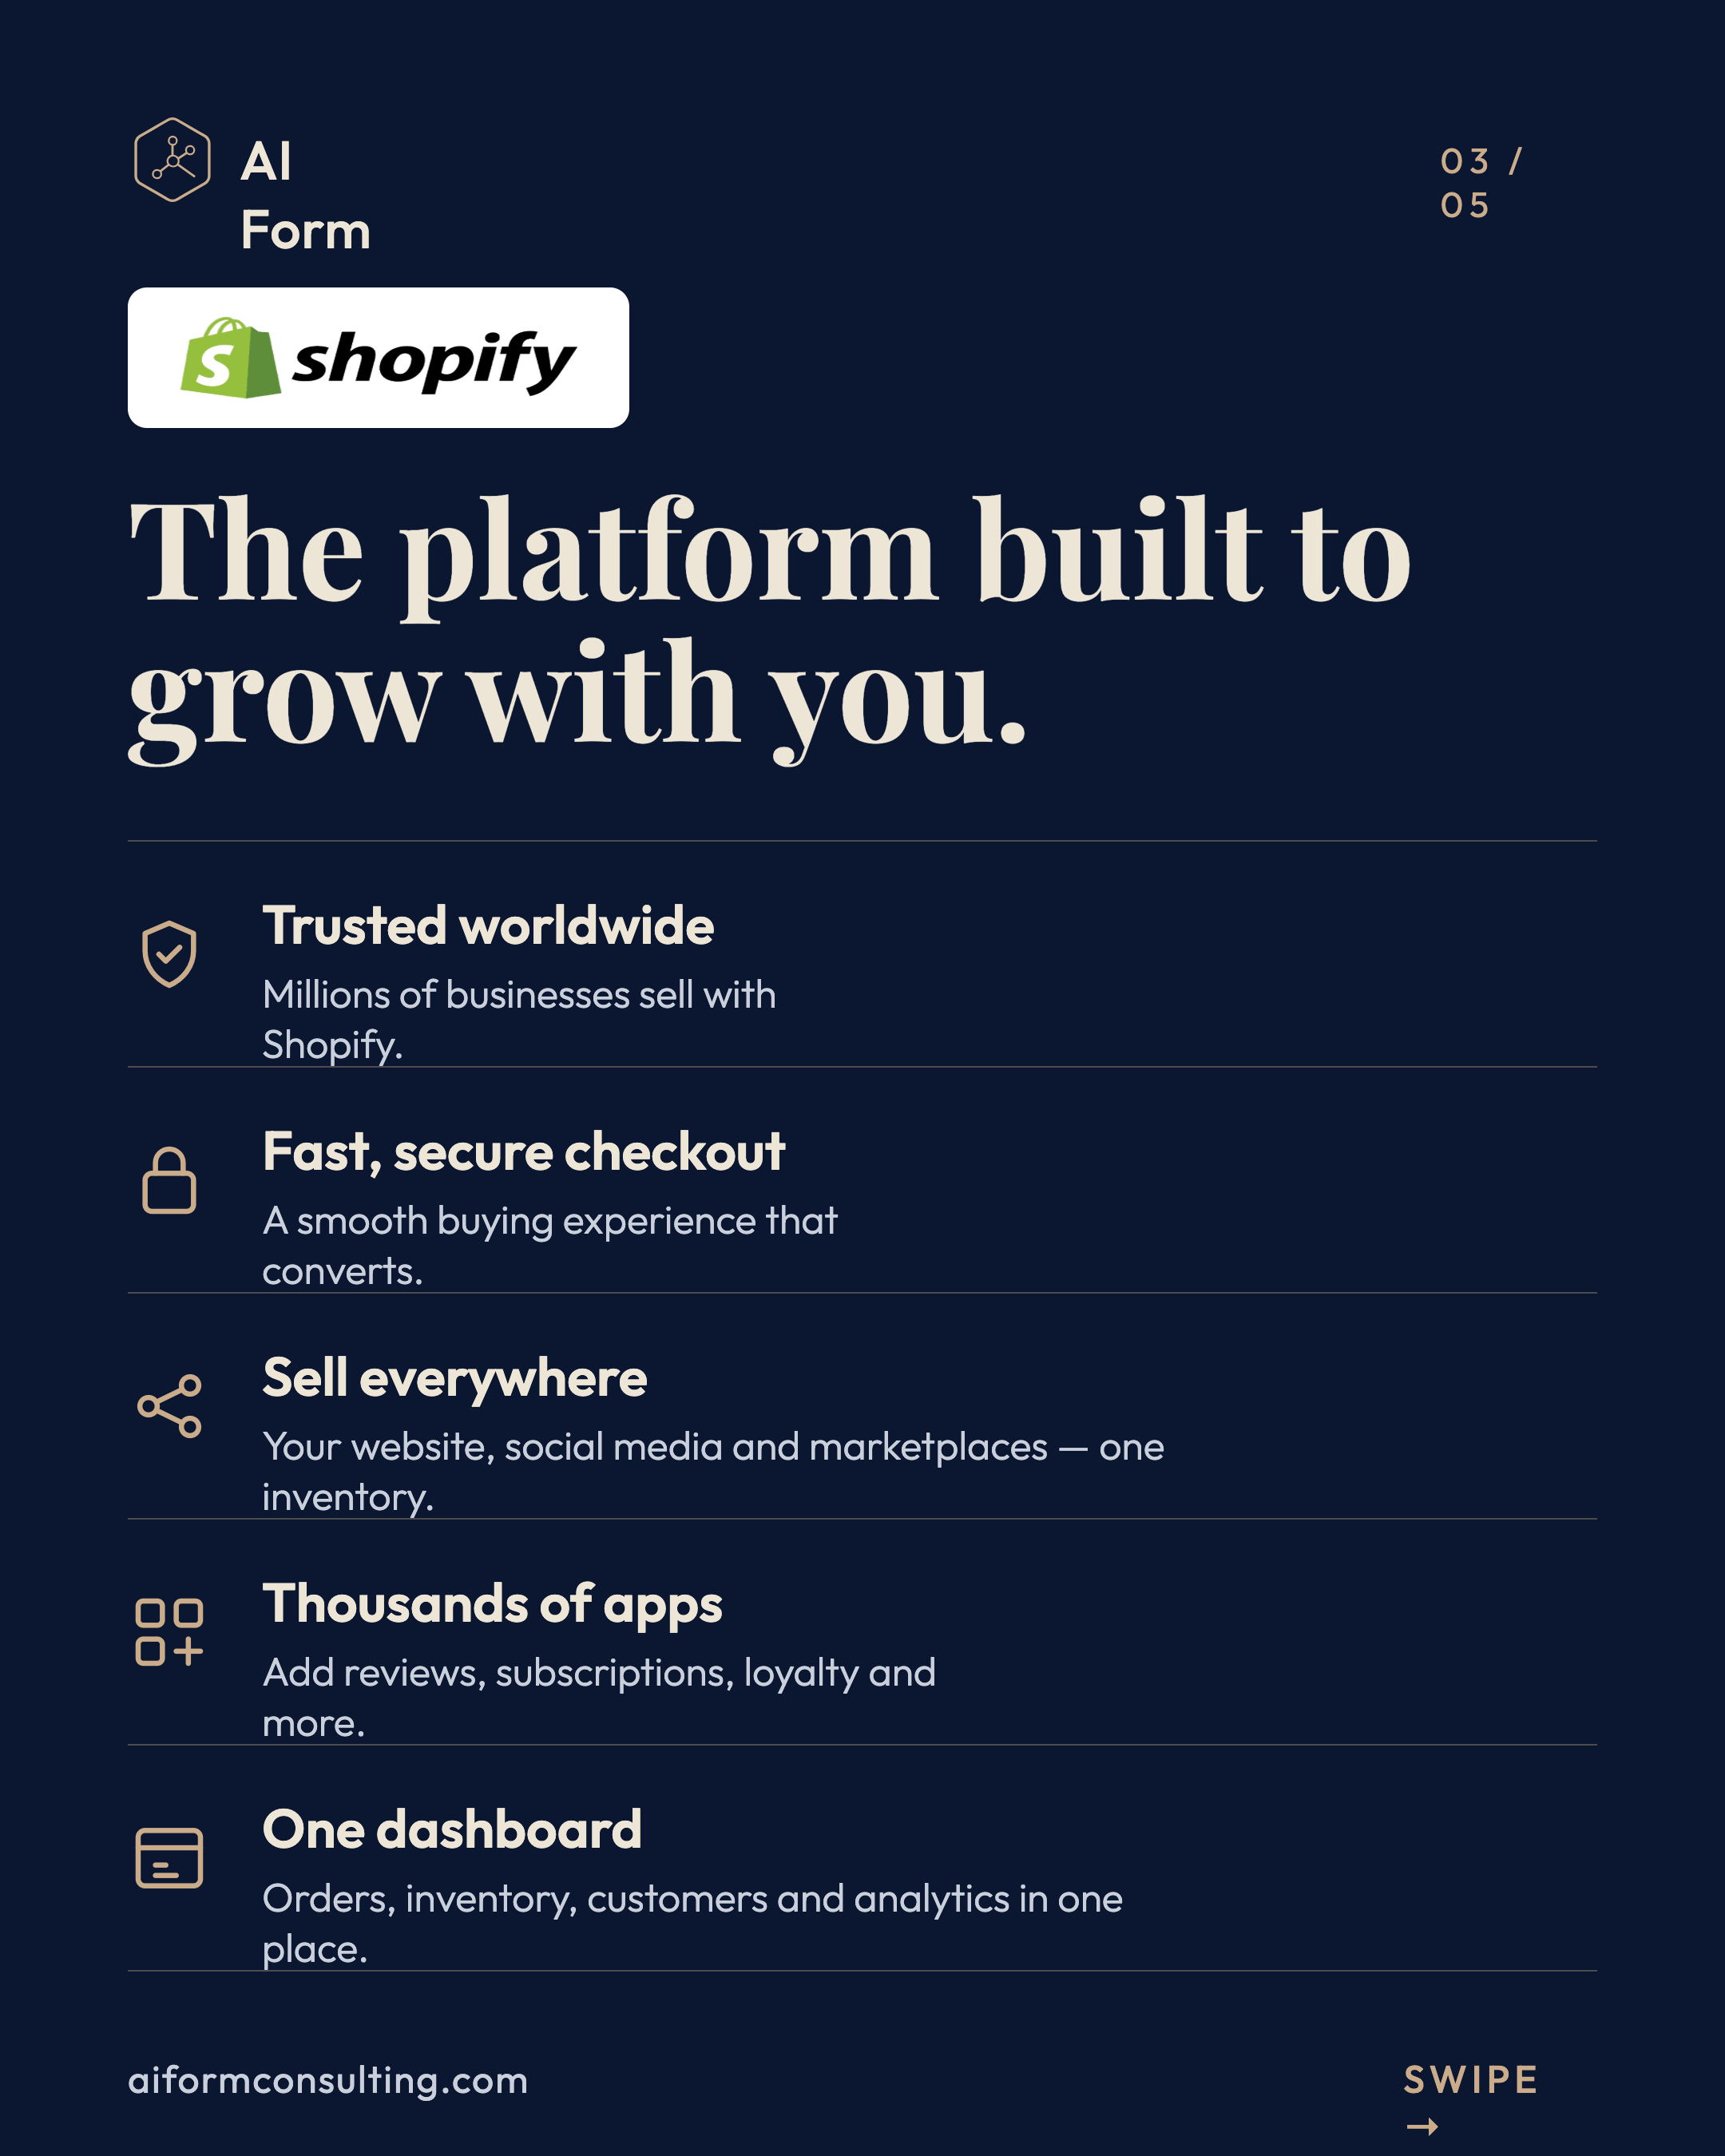 AI
Form
03 /
05
shopify
The platform built to
grow with you.
Trusted worldwide
Millions of businesses sell with
Shopify.
Fast, secure checkout
A smooth buying experience that
converts.
Sell everywhere
Your website, social media and marketplaces — one
inventory.
Thousands of apps
Add reviews, subscriptions, loyalty and
more.
One dashboard
Orders, inventory, customers and analytics in one
place.
aiformconsulting.com
SWIPE
→